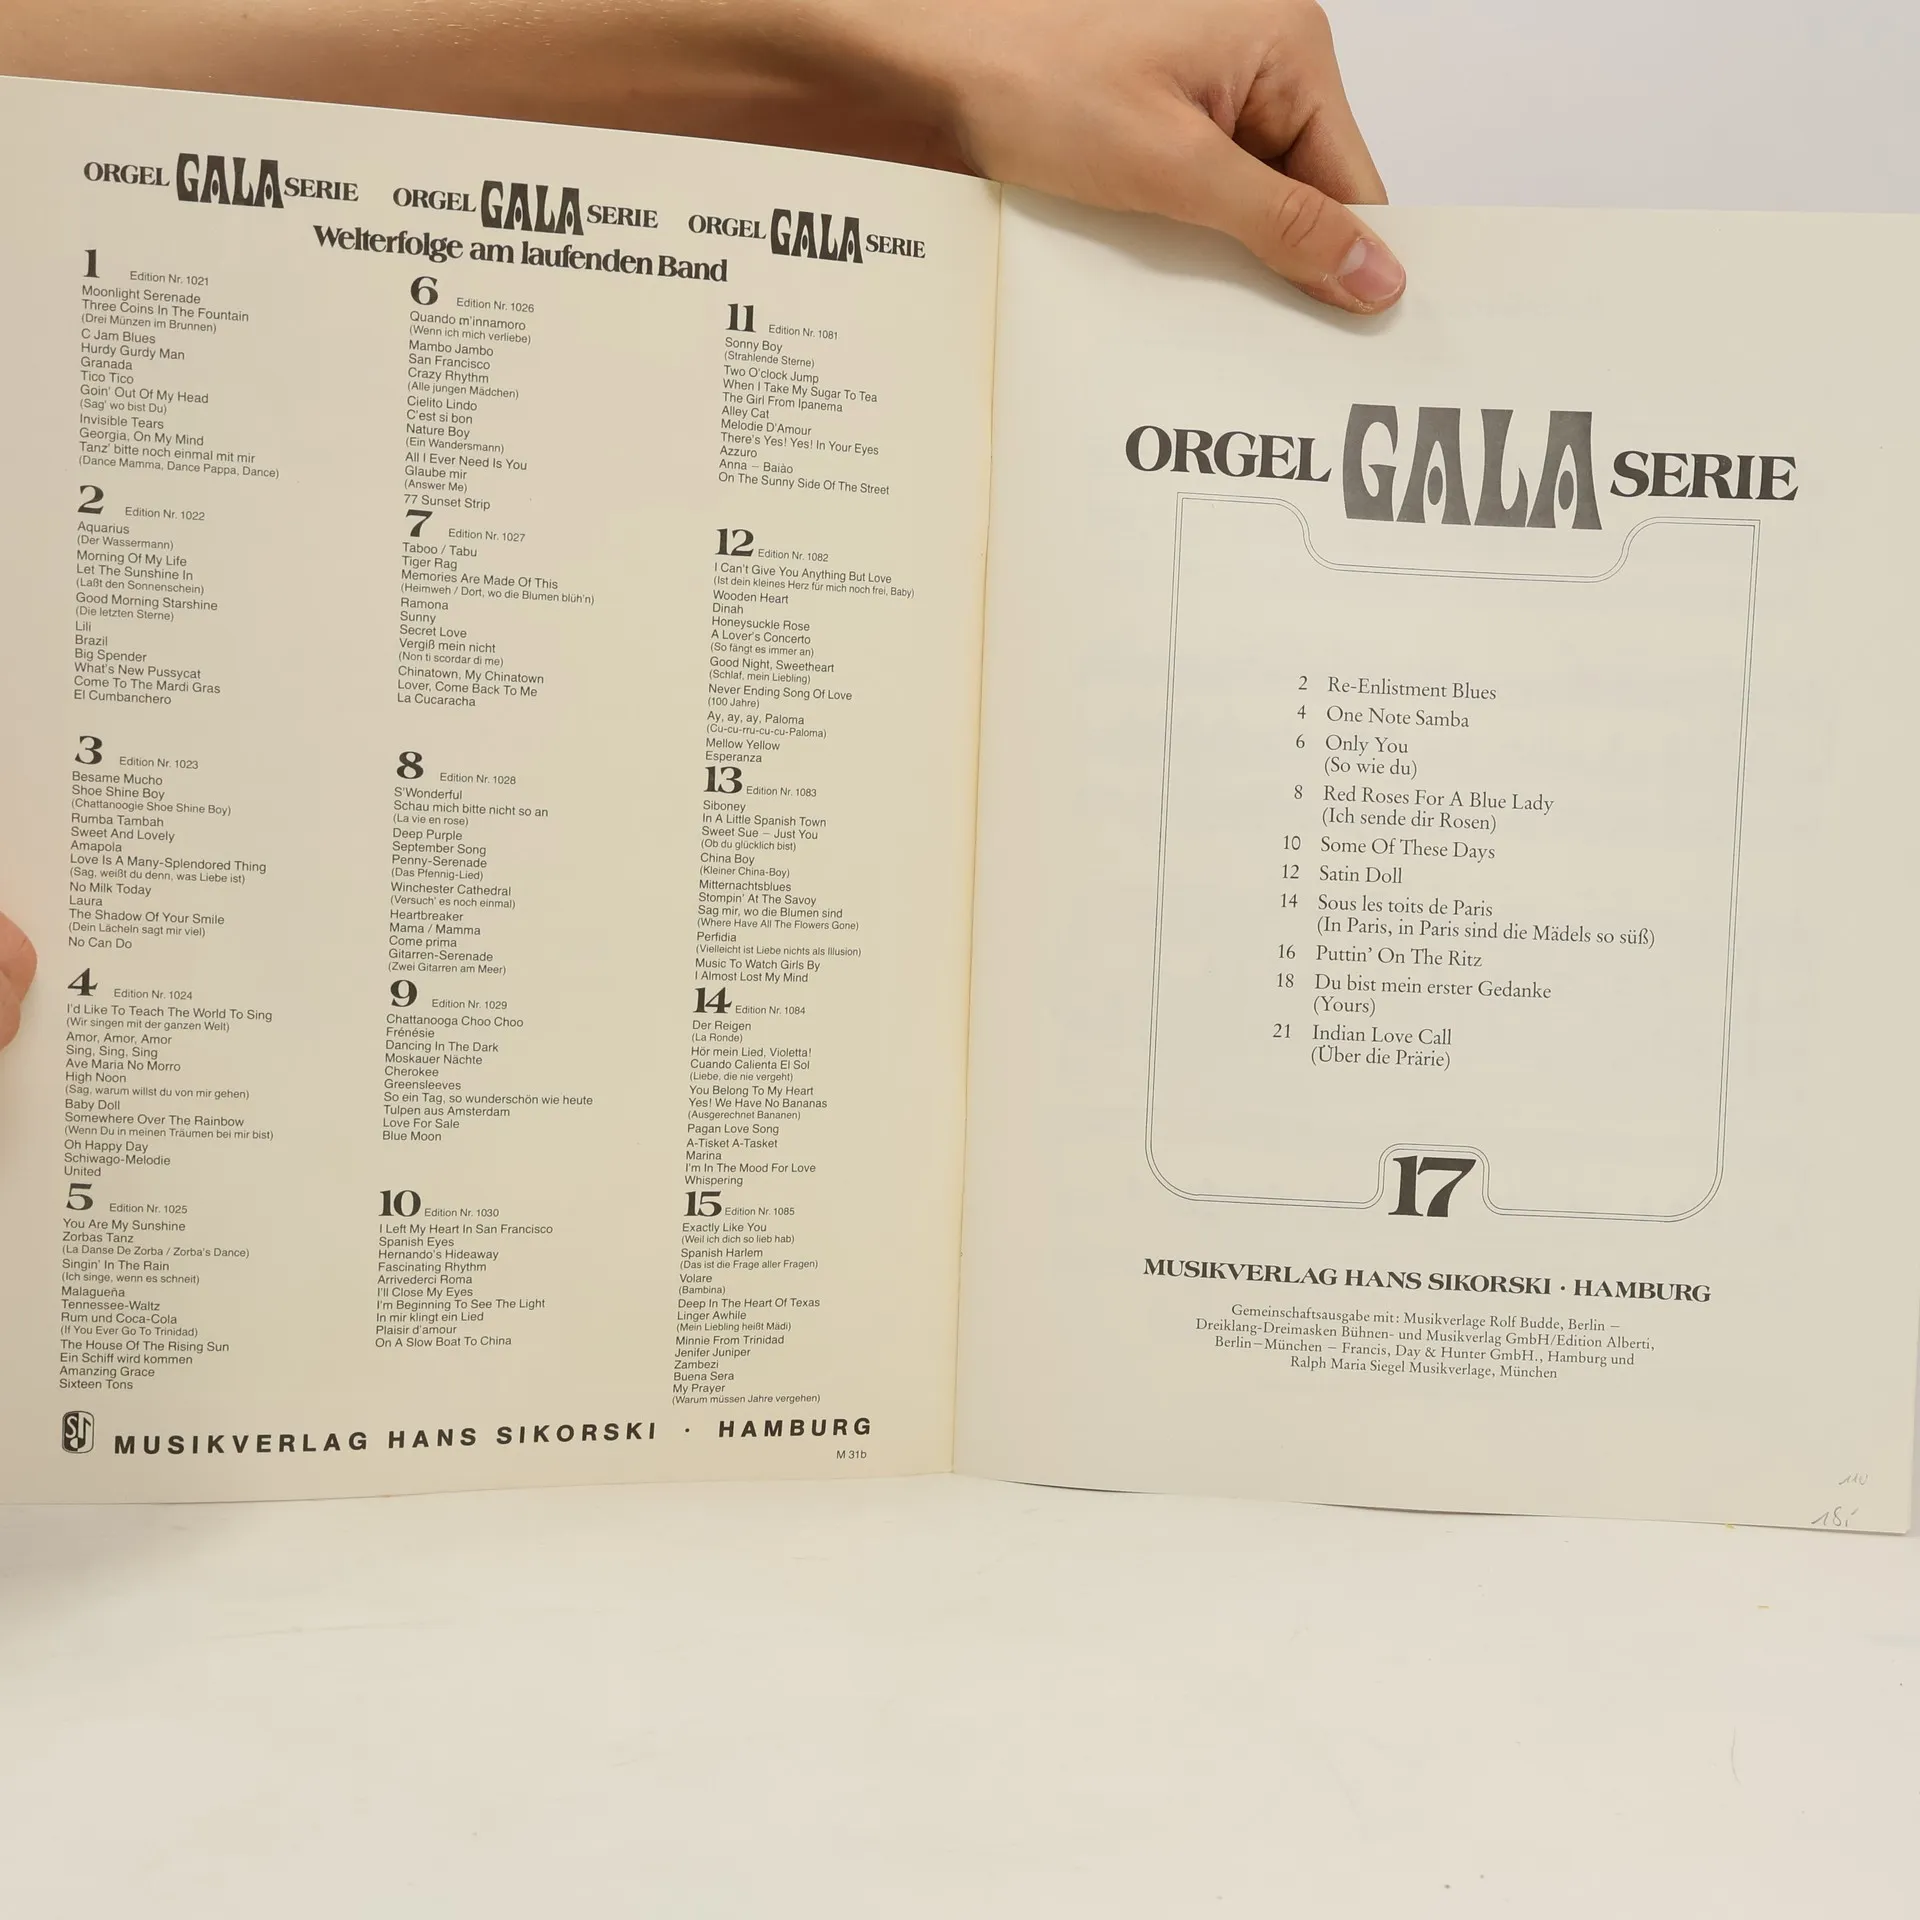 ORGEL GALA SERIE ORGEL GALA SERIE ORGEL GALA SERIE
Welterfolge am laufenden Band
1 Edition Nr. 1021
Moonlight Serenade
Three Coins In The Fountain
(Drei Münzen im Brunnen)
C Jam Blues
Hurdy Gurdy Man
Granada
Tico Tico
Goin' Out Of My Head
(Sag' wo bist Du)
Invisible Tears
Georgia, On My Mind
Tanz' bitte noch einmal mit mir
(Dance Mamma, Dance Pappa, Dance)
2 Edition Nr. 1022
Aquarius
(Der Wassermann)
Morning Of My Life
Let The Sunshine In
(Laßt den Sonnenschein)
Good Morning Starshine
(Die letzten Sterne)
Lili
Brazil
Big Spender
What's New Pussycat
Come To The Mardi Gras
El Cumbanchero
3 Edition Nr. 1023
Besame Mucho
Shoe Shine Boy
(Chattanoogie Shoe Shine Boy)
Rumba Tambah
Sweet And Lovely
Amapola
Love Is A Many-Splendored Thing
(Sag, weißt du denn, was Liebe ist)
No Milk Today
Laura
The Shadow Of Your Smile
(Dein Lächeln sagt mir viel)
No Can Do
4 Edition Nr. 1024
I'd Like To Teach The World To Sing
(Wir singen mit der ganzen Welt)
Amor, Amor, Amor
Sing, Sing, Sing
Ave Maria No Morro
High Noon
(Sag, warum willst du von mir gehen)
Baby Doll
Somewhere Over The Rainbow
(Wenn Du in meinen Träumen bei mir bist)
Oh Happy Day
Schiwago-Melodie
United
5 Edition Nr. 1025
You Are My Sunshine
Zorbas Tanz
(La Danse De Zorba / Zorba's Dance)
Singin' In The Rain
(Ich singe, wenn es schneit)
Malagueña
Tennessee-Waltz
Rum und Coca-Cola
(If You Ever Go To Trinidad)
The House Of The Rising Sun
Ein Schiff wird kommen
Amanzing Grace
Sixteen Tons
6 Edition Nr. 1026
Quando m'innamoro
(Wenn ich mich verliebe)
Mambo Jambo
San Francisco
Crazy Rhythm
(Alle jungen Mädchen)
Cielito Lindo
C'est si bon
Nature Boy
(Ein Wandersmann)
All I Ever Need Is You
Glaube mir
(Answer Me)
77 Sunset Strip
7 Edition Nr. 1027
Taboo / Tabu
Tiger Rag
Memories Are Made Of This
(Heimweh / Dort, wo die Blumen blüh'n)
Ramona
Sunny
Secret Love
Vergiß mein nicht
(Non ti scordar di me)
Chinatown, My Chinatown
Lover, Come Back To Me
La Cucaracha
8 Edition Nr. 1028
S'Wonderful
Schau mich bitte nicht so an
(La vie en rose)
Deep Purple
September Song
Penny-Serenade
(Das Pfennig-Lied)
Winchester Cathedral
(Versuch' es noch einmal)
Heartbreaker
Mama / Mamma
Come prima
Gitarren-Serenade
(Zwei Gitarren am Meer)
9 Edition Nr. 1029
Chattanooga Choo Choo
Frénésie
Dancing In The Dark
Moskauer Nächte
Cherokee
Greensleeves
So ein Tag, so wunderschön wie heute
Tulpen aus Amsterdam
Love For Sale
Blue Moon
10 Edition Nr. 1030
I Left My Heart In San Francisco
Spanish Eyes
Hernando's Hideaway
Fascinating Rhythm
Arrivederci Roma
I'll Close My Eyes
I'm Beginning To See The Light
In mir klingt ein Lied
Plaisir d'amour
On A Slow Boat To China
11 Edition Nr. 1081
Sonny Boy
(Strahlende Sterne)
Two O'clock Jump
When I Take My Sugar To Tea
The Girl From Ipanema
Alley Cat
Melodie D'Amour
There's Yes! Yes! In Your Eyes
Azzuro
Anna – Baiào
On The Sunny Side Of The Street
12 Edition Nr. 1082
I Can't Give You Anything But Love
(Ist dein kleines Herz für mich noch frei, Baby)
Wooden Heart
Dinah
Honeysuckle Rose
A Lover's Concerto
(So fängt es immer an)
Good Night, Sweetheart
(Schlaf, mein Liebling)
Never Ending Song Of Love
(100 Jahre)
Ay, ay, ay, Paloma
(Cu-cu-rru-cu-cu-Paloma)
Mellow Yellow
Esperanza
13 Edition Nr. 1083
Siboney
In A Little Spanish Town
Sweet Sue – Just You
(Ob du glücklich bist)
China Boy
(Kleiner China-Boy)
Mitternachtsblues
Stompin' At The Savoy
Sag mir, wo die Blumen sind
(Where Have All The Flowers Gone)
Perfidia
(Vielleicht ist Liebe nichts als Illusion)
Music To Watch Girls By
I Almost Lost My Mind
14 Edition Nr. 1084
Der Reigen
(La Ronde)
Hör mein Lied, Violetta!
Cuando Calienta El Sol
(Liebe, die nie vergeht)
You Belong To My Heart
Yes! We Have No Bananas
(Ausgerechnet Bananen)
Pagan Love Song
A-Tisket A-Tasket
Marina
I'm In The Mood For Love
Whispering
15 Edition Nr. 1085
Exactly Like You
(Weil ich dich so lieb hab)
Spanish Harlem
(Das ist die Frage aller Fragen)
Volare
(Bambina)
Deep In The Heart Of Texas
Linger Awhile
(Mein Liebling heißt Mädi)
Minnie From Trinidad
Jenifer Juniper
Zambezi
Buena Sera
My Prayer
(Warum müssen Jahre vergehen)
MUSIKVERLAG HANS SIKORSKI · HAMBURG
M 31b
ORGEL GALA SERIE
2 Re-Enlistment Blues
4 One Note Samba
6 Only You
(So wie du)
8 Red Roses For A Blue Lady
(Ich sende dir Rosen)
10 Some Of These Days
12 Satin Doll
14 Sous les toits de Paris
(In Paris, in Paris sind die Mädels so süß)
16 Puttin' On The Ritz
18 Du bist mein erster Gedanke
(Yours)
21 Indian Love Call
(Über die Prärie)
17
MUSIKVERLAG HANS SIKORSKI · HAMBURG
Gemeinschaftsausgabe mit: Musikverlage Rolf Budde, Berlin –
Dreiklang-Dreimasken Bühnen- und Musikverlag GmbH/Edition Alberti,
Berlin–München – Francis, Day & Hunter GmbH., Hamburg und
Ralph Maria Siegel Musikverlage, München